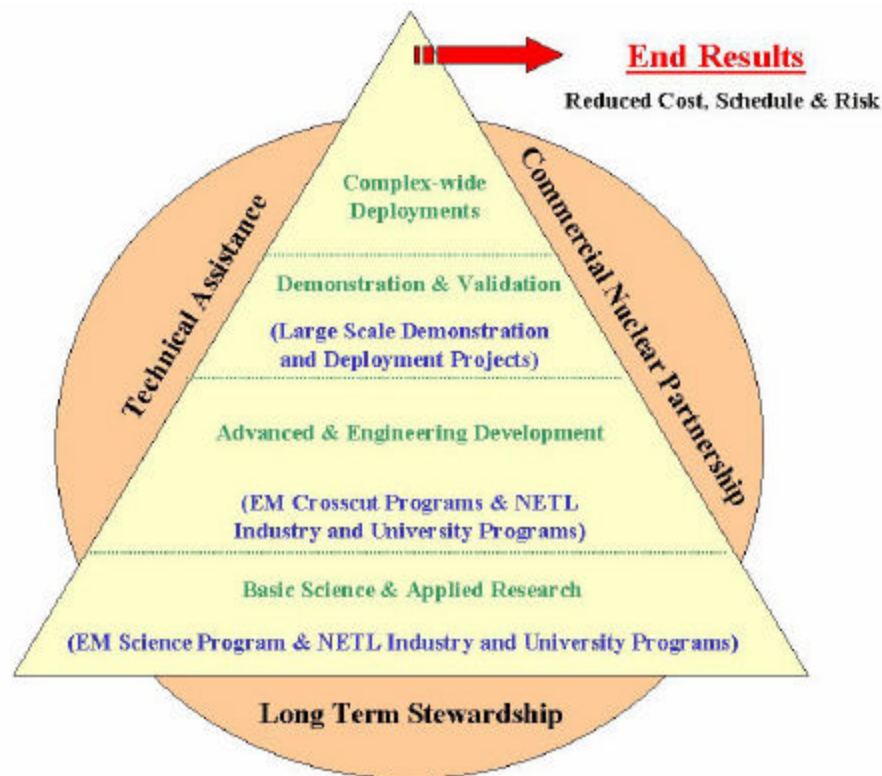 End Results
Reduced Cost, Schedule & Risk
Technical Assistance
Commercial Nuclear Partnership
Complex-wide
Deployments
Demonstration & Validation
(Large Scale Demonstration
and Deployment Projects)
Advanced & Engineering Development
(EM Crosscut Programs & NETL
Industry and University Programs)
Basic Science & Applied Research
(EM Science Program & NETL Industry and University Programs)
Long Term Stewardship